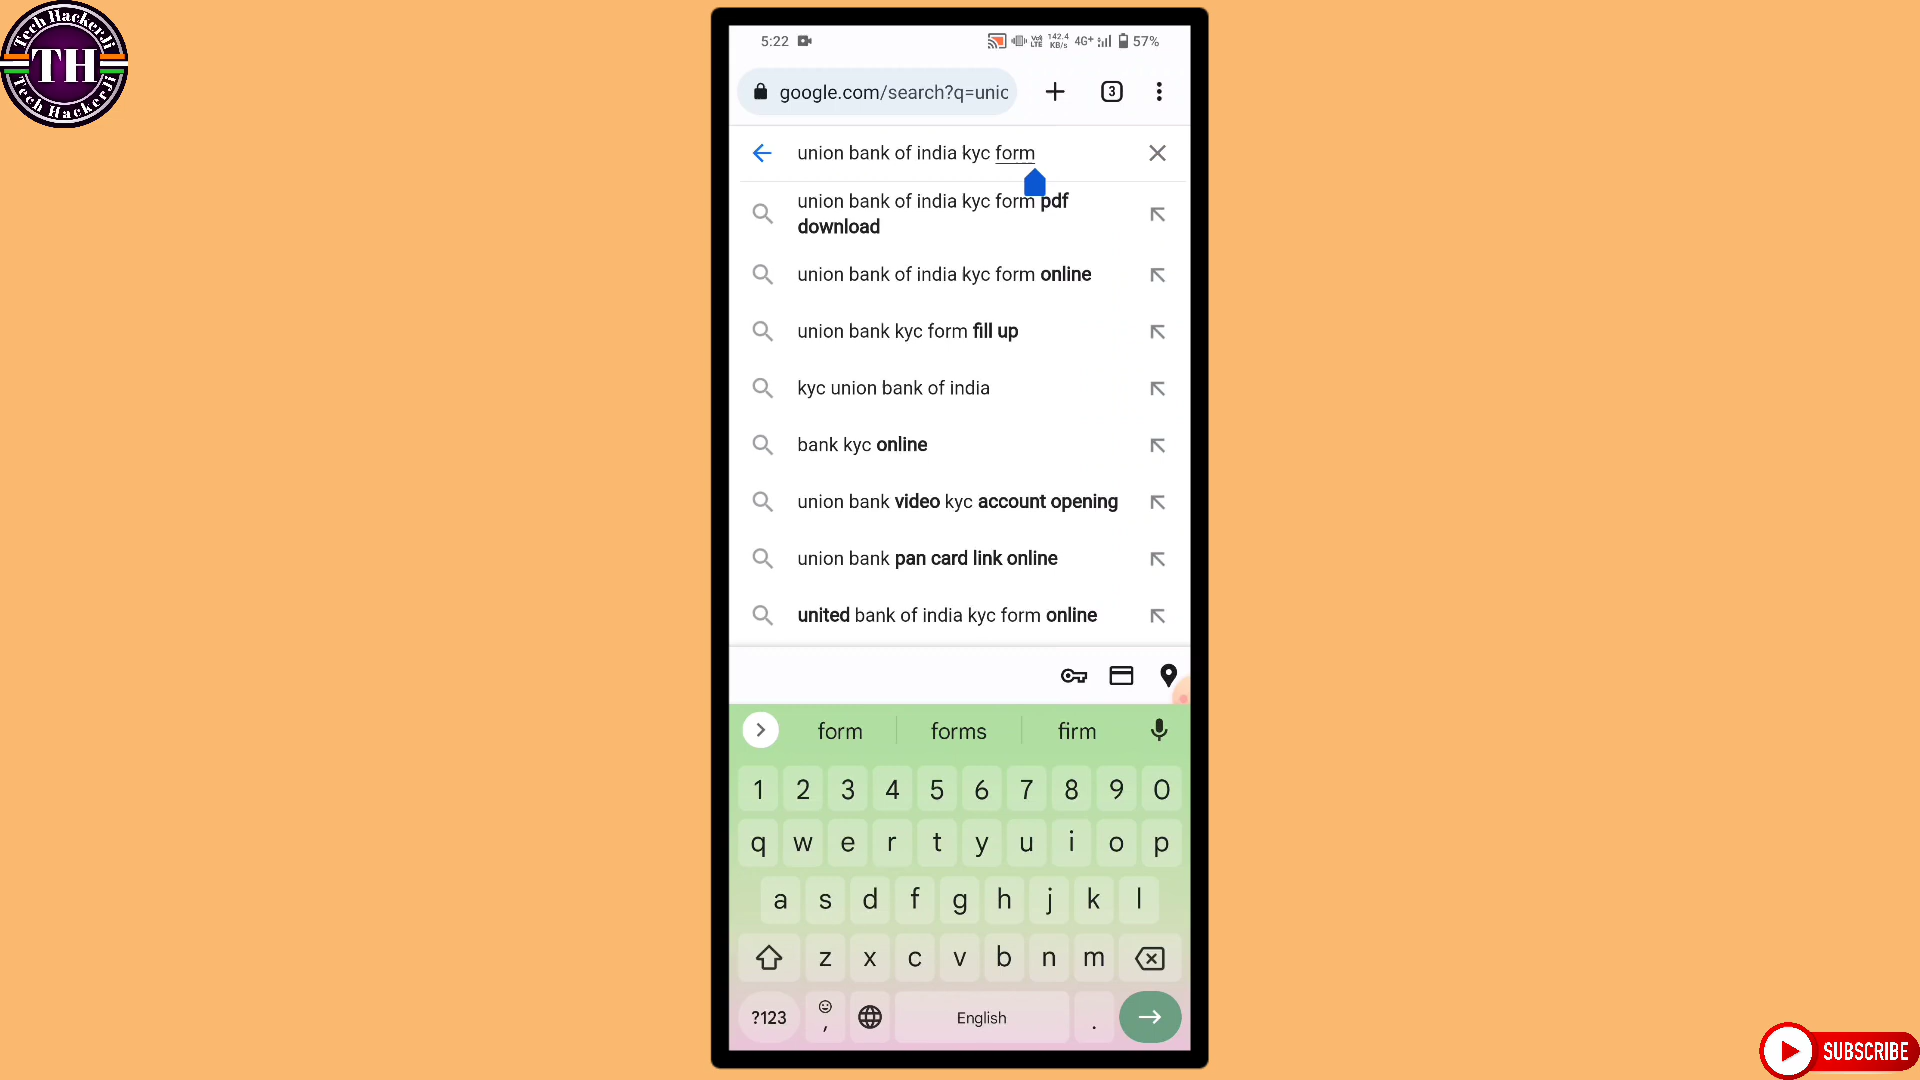 Tech HackerJi
TH
Tech HackerJi
5:22
Vo)
LTE
142.4
KB/s
4G+
57%
google.com/search?q=unic
3
union bank of india kyc form
union bank of india kyc form pdf
download
union bank of india kyc form online
union bank kyc form fill up
kyc union bank of india
bank kyc online
union bank video kyc account opening
union bank pan card link online
united bank of india kyc form online
form forms firm
1 2 3 4 5 6 7 8 9 0
q w e r t y u i o p
a s d f g h j k l
z x c v b n m
?123 , English .
SUBSCRIBE